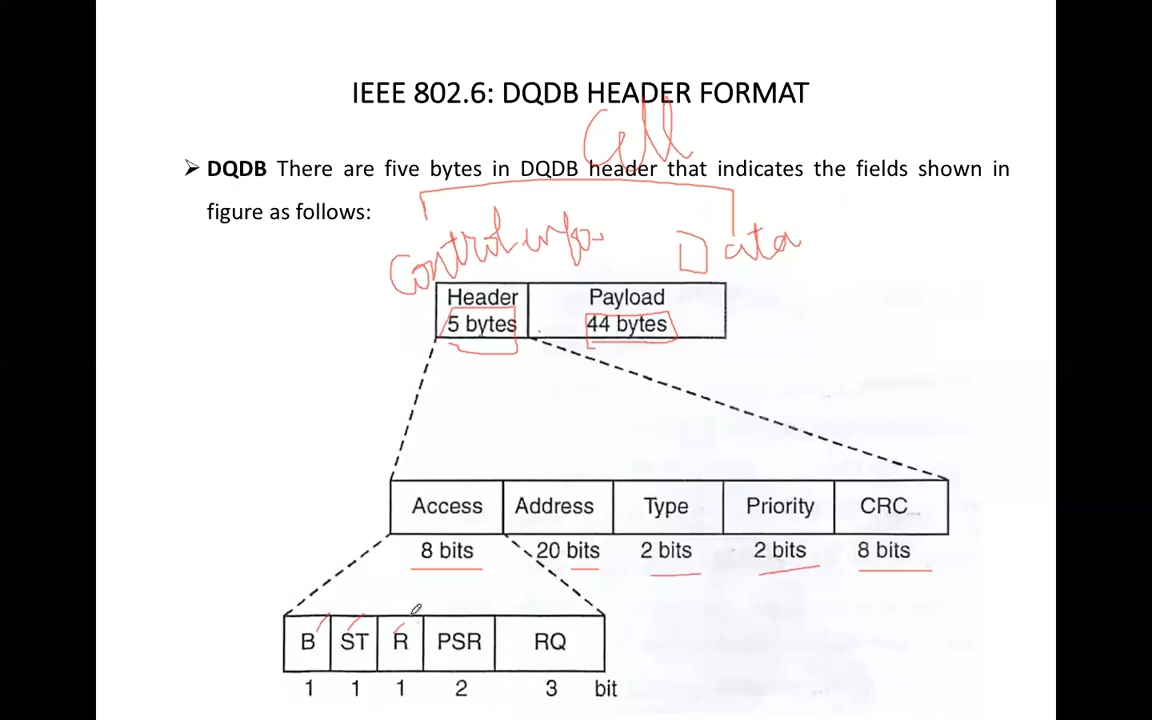 IEEE 802.6: DQDB HEADER FORMAT
Cell
➢ DQDB There are five bytes in DQDB header that indicates the fields shown in
figure as follows:
Control info. Data
Header Payload
5 bytes 44 bytes
Access Address Type Priority CRC
8 bits 20 bits 2 bits 2 bits 8 bits
B ST R PSR RQ
1 1 1 2 3 bit